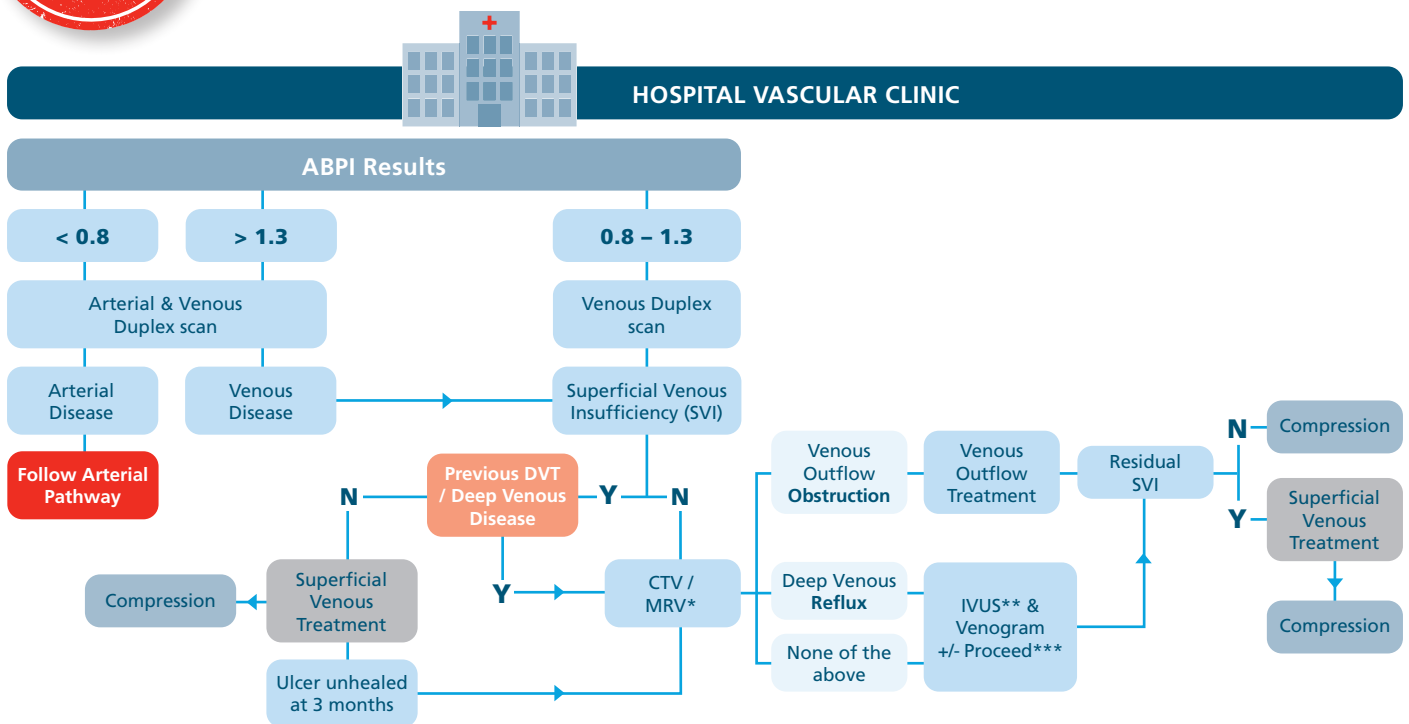 HOSPITAL VASCULAR CLINIC
ABPI Results
< 0.8
> 1.3
0.8 – 1.3
Arterial & Venous
Duplex scan
Venous Duplex
scan
Arterial
Disease
Venous
Disease
Superficial Venous
Insufficiency (SVI)
Follow Arterial
Pathway
N
Previous DVT
/ Deep Venous
Disease
Y
N
Y
Compression
Superficial
Venous
Treatment
Ulcer unhealed
at 3 months
CTV /
MRV*
Venous
Outflow
Obstruction
Venous
Outflow
Treatment
Deep Venous
Reflux
None of the
above
IVUS** &
Venogram
+/- Proceed***
Residual
SVI
N
Compression
Y
Superficial
Venous
Treatment
Compression